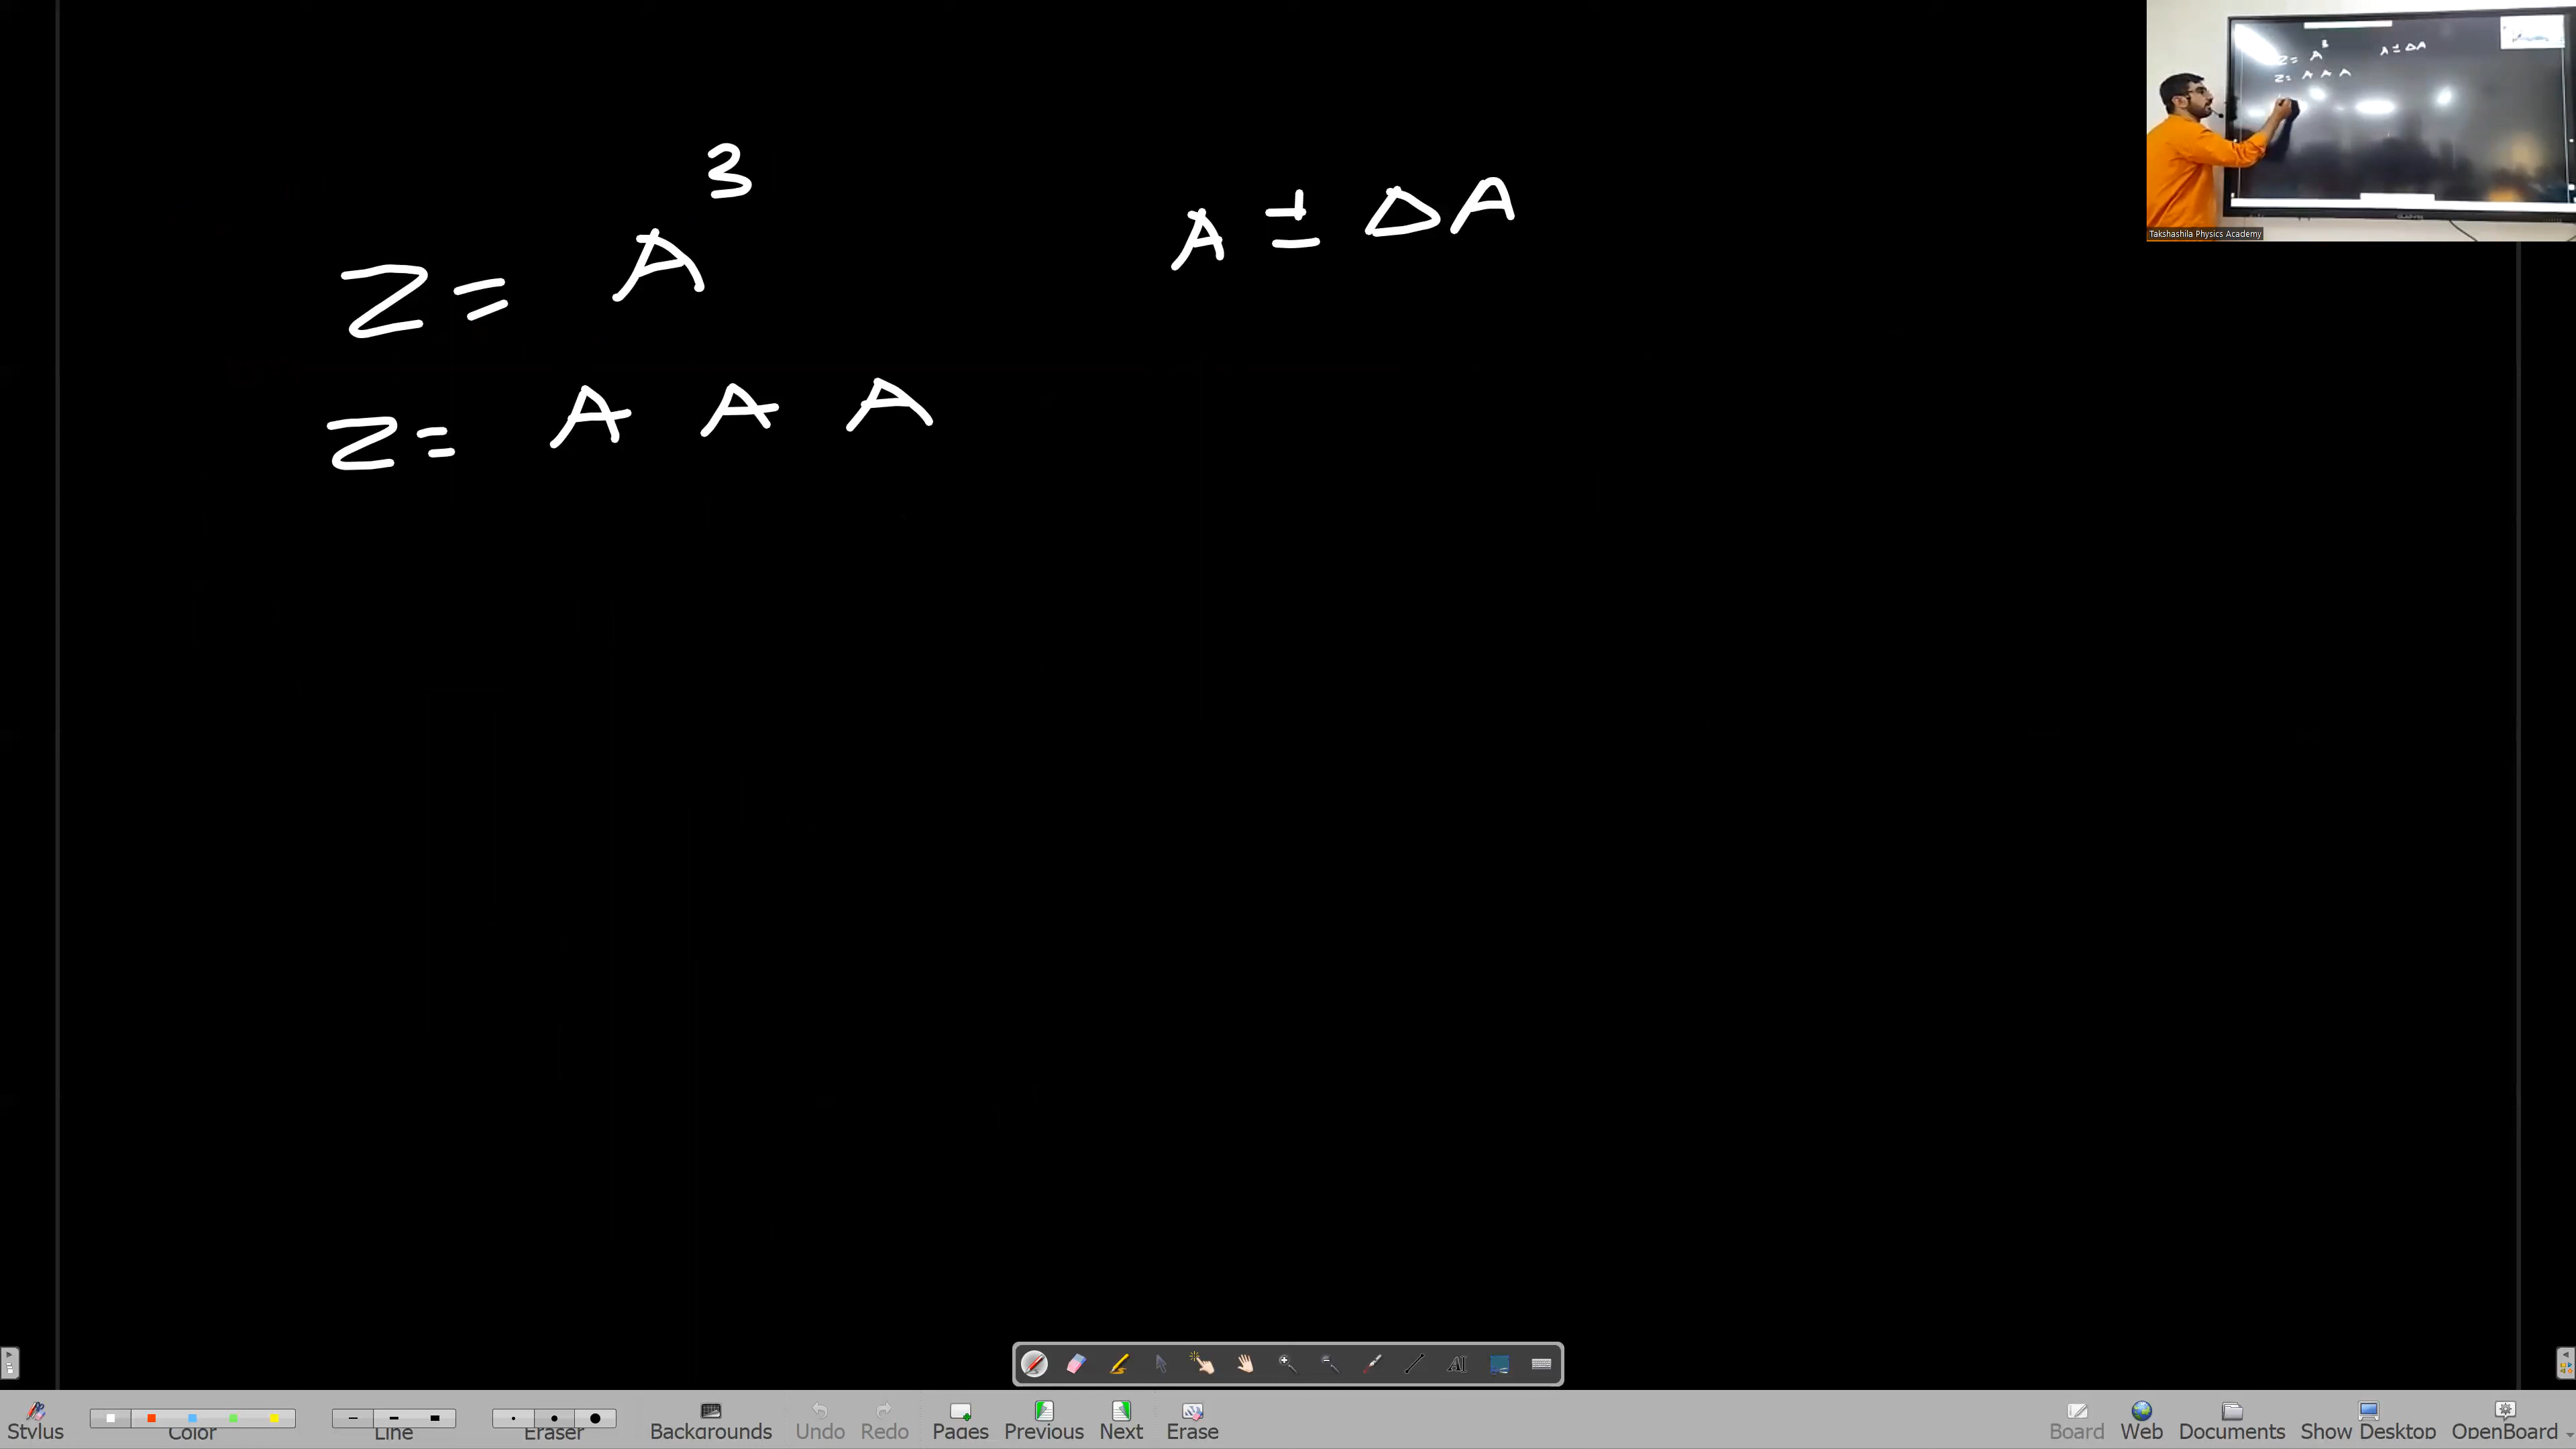 Z = A³
A ± ΔA
Z = A A A
Takshashila Physics Academy
Stylus Color Line Eraser Backgrounds Undo Redo Pages Previous Next Erase Board Web Documents Show Desktop OpenBoard